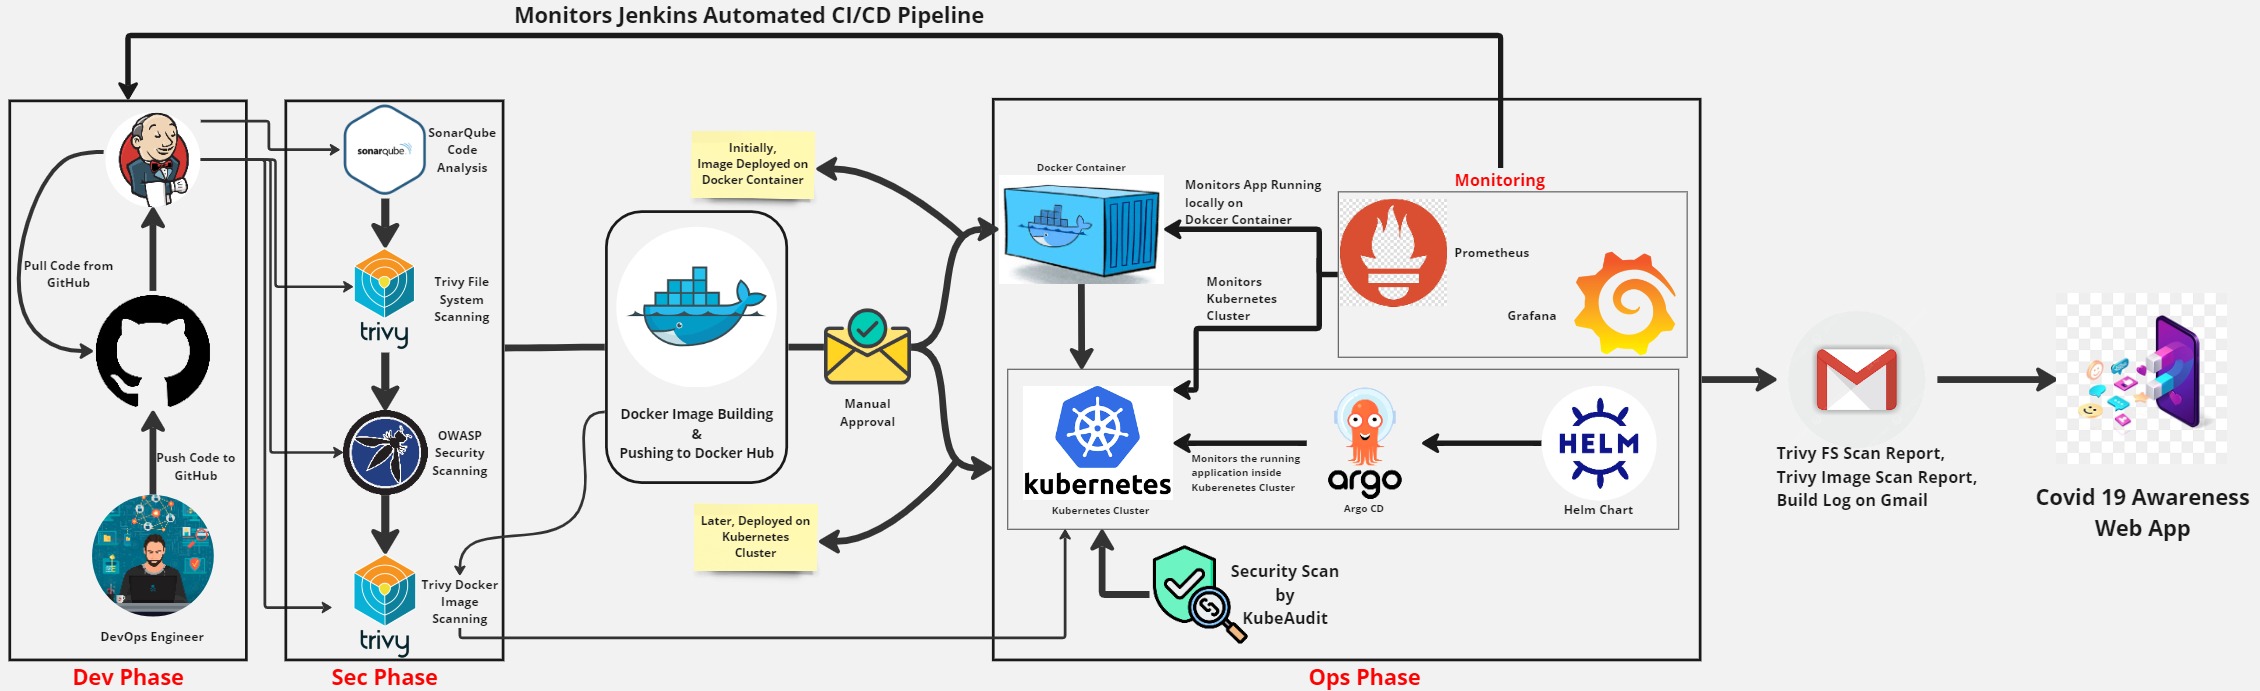 Monitors Jenkins Automated CI/CD Pipeline
Pull Code from
GitHub
Push Code to
GitHub
DevOps Engineer
Dev Phase
sonarqube
SonarQube
Code
Analysis
trivy
Trivy File
System
Scanning
OWASP
Security
Scanning
trivy
Trivy Docker
Image
Scanning
Sec Phase
Docker Image Building
&
Pushing to Docker Hub
Initially,
Image Deployed on
Docker Container
Manual
Approval
Later, Deployed on
Kubernetes
Cluster
Docker Container
Monitors App Running
locally on
Dokcer Container
Monitors
Kubernetes
Cluster
Monitoring
Prometheus
Grafana
kubernetes
Kubernetes Cluster
Monitors the running
application inside
Kuberenetes Cluster
argo
Argo CD
HELM
Helm Chart
Security Scan
by
KubeAudit
Ops Phase
Trivy FS Scan Report,
Trivy Image Scan Report,
Build Log on Gmail
Covid 19 Awareness
Web App